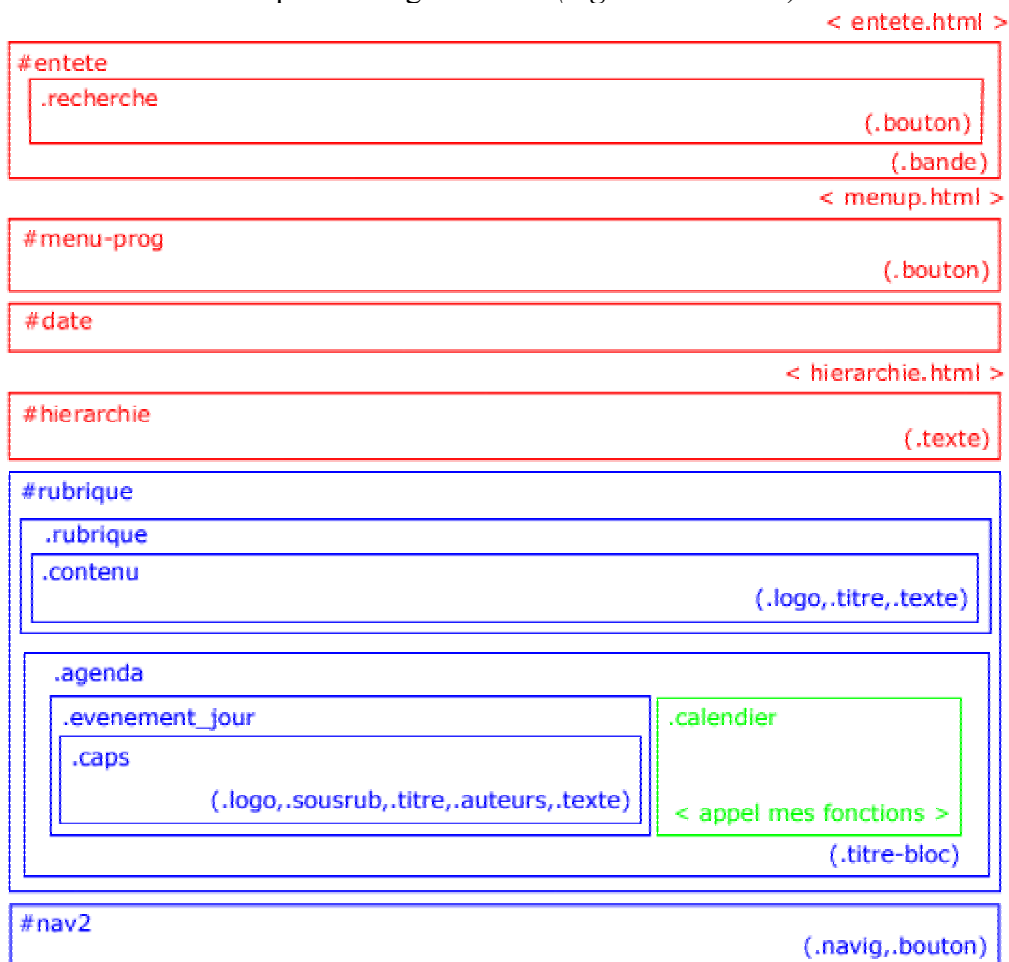 < entete.html >
#entete
.recherche
(.bouton)
(.bande)
< menup.html >
#menu-prog
(.bouton)
#date
< hierarchie.html >
#hierarchie
(.texte)
#rubrique
.rubrique
.contenu
(.logo,.titre,.texte)
.agenda
.evenement_jour
.calendier
.caps
(.logo,.sousrub,.titre,.auteurs,.texte)
< appel mes fonctions >
(.titre-bloc)
#nav2
(.navig,.bouton)